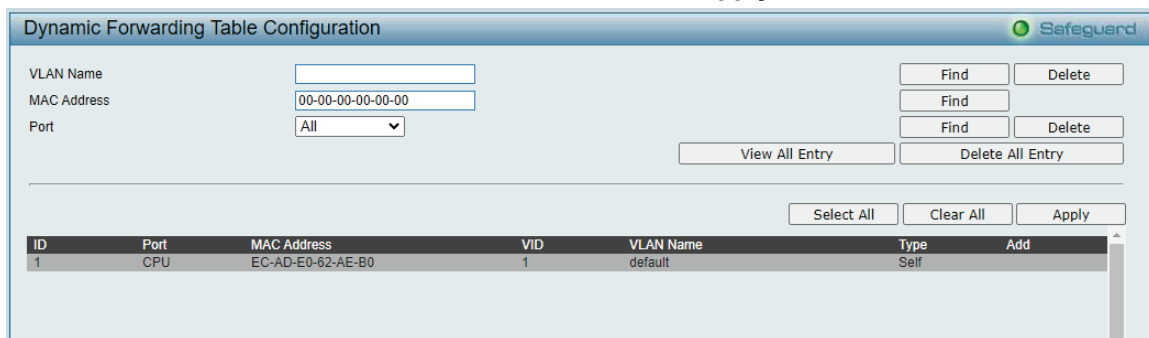 Dynamic Forwarding Table Configuration Safeguard
VLAN Name Find Delete
MAC Address 00-00-00-00-00-00 Find
Port All Find Delete
View All Entry Delete All Entry
Select All Clear All Apply
ID Port MAC Address VID VLAN Name Type Add
1 CPU EC-AD-E0-62-AE-B0 1 default Self